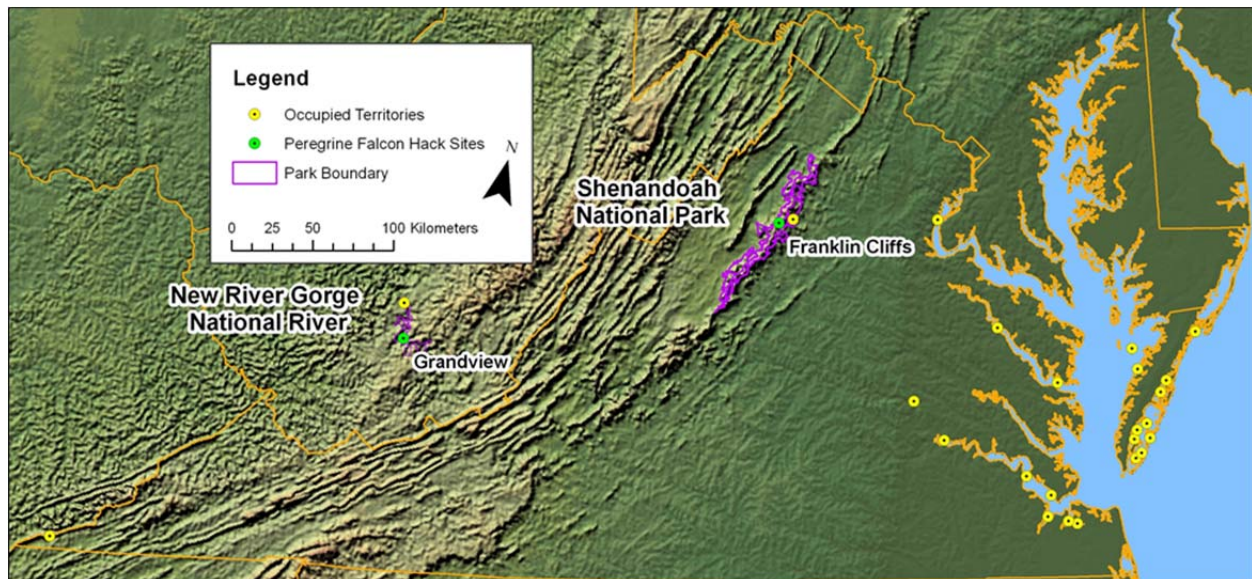 Legend
Occupied Territories
Peregrine Falcon Hack Sites
Park Boundary
N
0 25 50 100 Kilometers
Shenandoah
National Park
Franklin Cliffs
New River Gorge
National River
Grandview